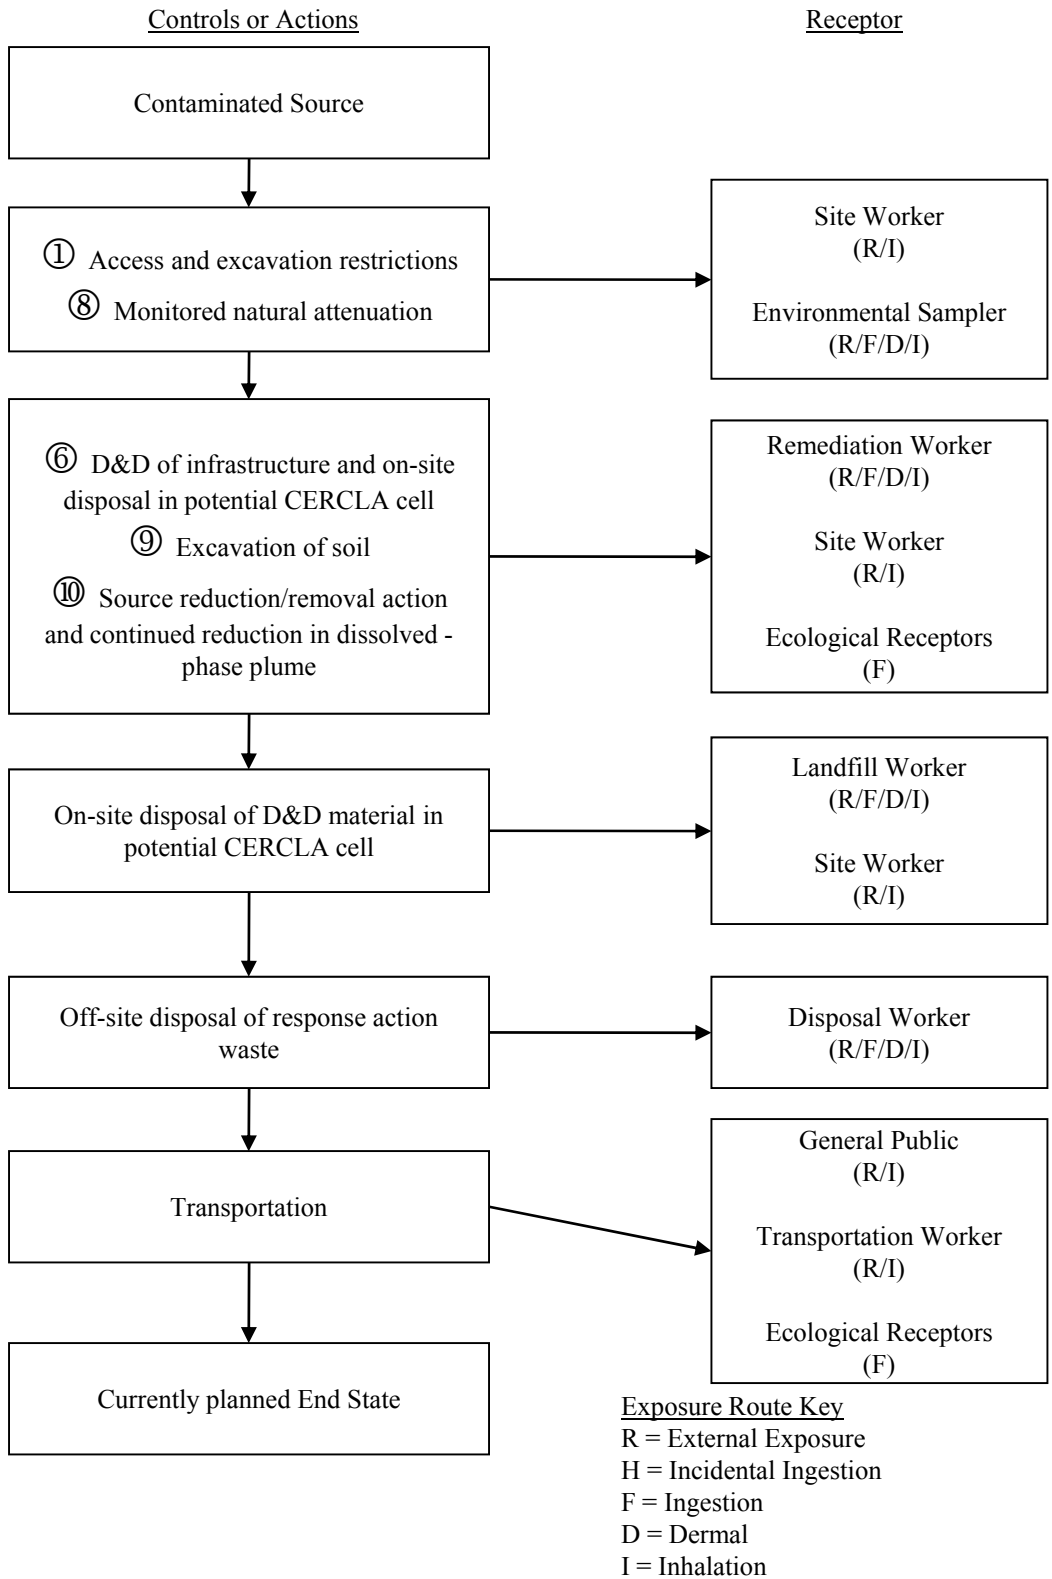 Controls or Actions
Receptor
Contaminated Source
① Access and excavation restrictions
⑧ Monitored natural attenuation
Site Worker
(R/I)
Environmental Sampler
(R/F/D/I)
⑥ D&D of infrastructure and on-site
disposal in potential CERCLA cell
⑨ Excavation of soil
⑩ Source reduction/removal action
and continued reduction in dissolved -
phase plume
Remediation Worker
(R/F/D/I)
Site Worker
(R/I)
Ecological Receptors
(F)
On-site disposal of D&D material in
potential CERCLA cell
Landfill Worker
(R/F/D/I)
Site Worker
(R/I)
Off-site disposal of response action
waste
Disposal Worker
(R/F/D/I)
Transportation
General Public
(R/I)
Transportation Worker
(R/I)
Ecological Receptors
(F)
Currently planned End State
Exposure Route Key
R = External Exposure
H = Incidental Ingestion
F = Ingestion
D = Dermal
I = Inhalation